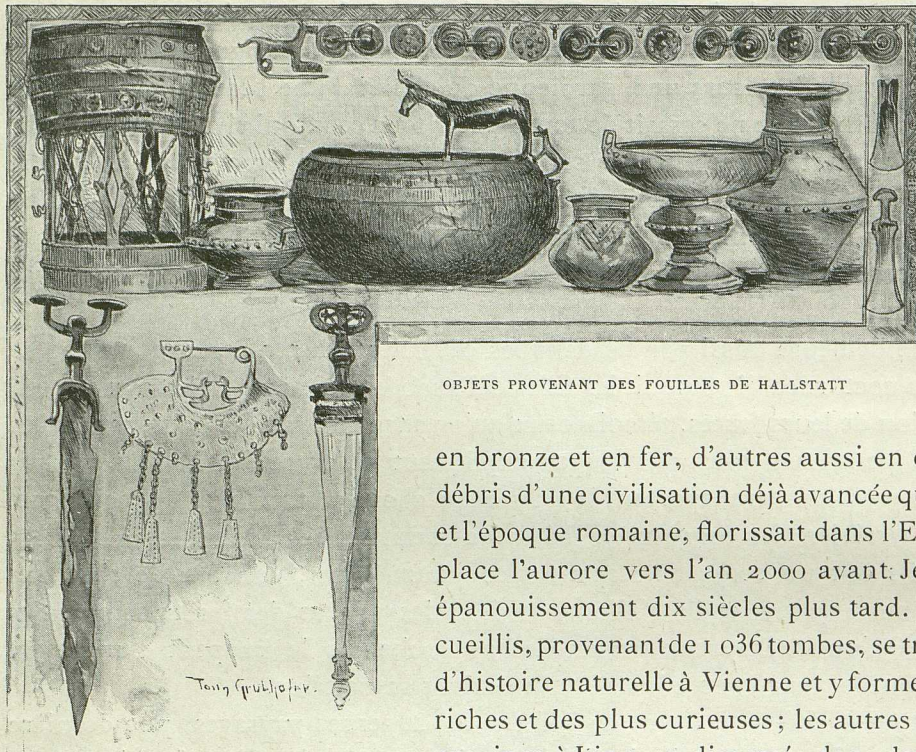 OBJETS PROVENANT DES FOUILLES DE HALLSTATT
en bronze et en fer, d'autres aussi en
débris d'une civilisation déjà avancée q
et l'époque romaine, florissait dans l'E
place l'aurore vers l'an 2000 avant Je
épanouissement dix siècles plus tard.
cueillis, provenant de 1 036 tombes, se tr
d'histoire naturelle à Vienne et y forme
riches et des plus curieuses; les autres
Tony Grubhofer.